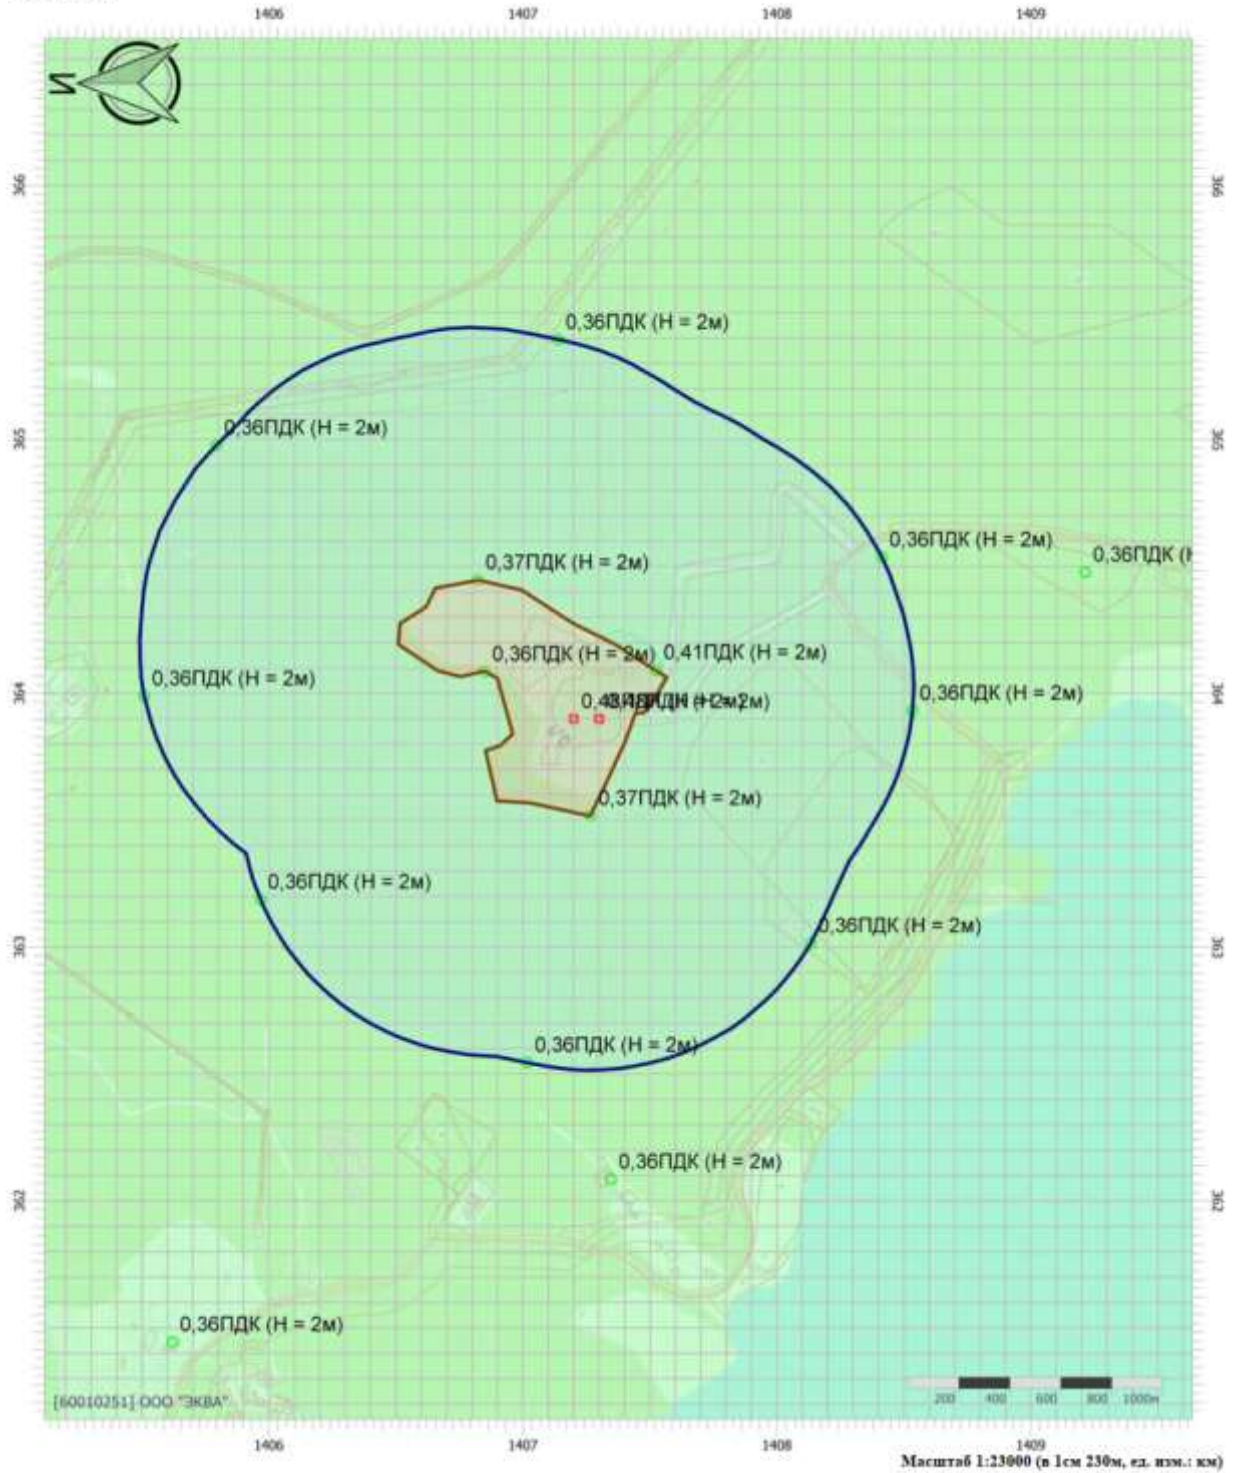 1406 1407 1408 1409
И
366 366
0,36ПДК (Н = 2м)
365 0,36ПДК (Н = 2м) 365
0,36ПДК (Н = 2м)
0,36ПДК (Н
0,37ПДК (Н = 2м)
0,36ПДК (Н = 2м) 0,41ПДК (Н = 2м)
0,36ПДК (Н = 2м)
364 0,36ПДК (Н = 2м) 364
0,37ПДК (Н = 2м)
0,36ПДК (Н = 2м)
363 0,36ПДК (Н = 2м) 363
0,36ПДК (Н = 2м)
0,36ПДК (Н = 2м)
362 362
0,36ПДК (Н = 2м)
[60010251] ООО "ЭКВА"
200 400 600 800 1000м
1406 1407 1408 1409
Масштаб 1:23000 (в 1см 230м, ед. изм.: км)